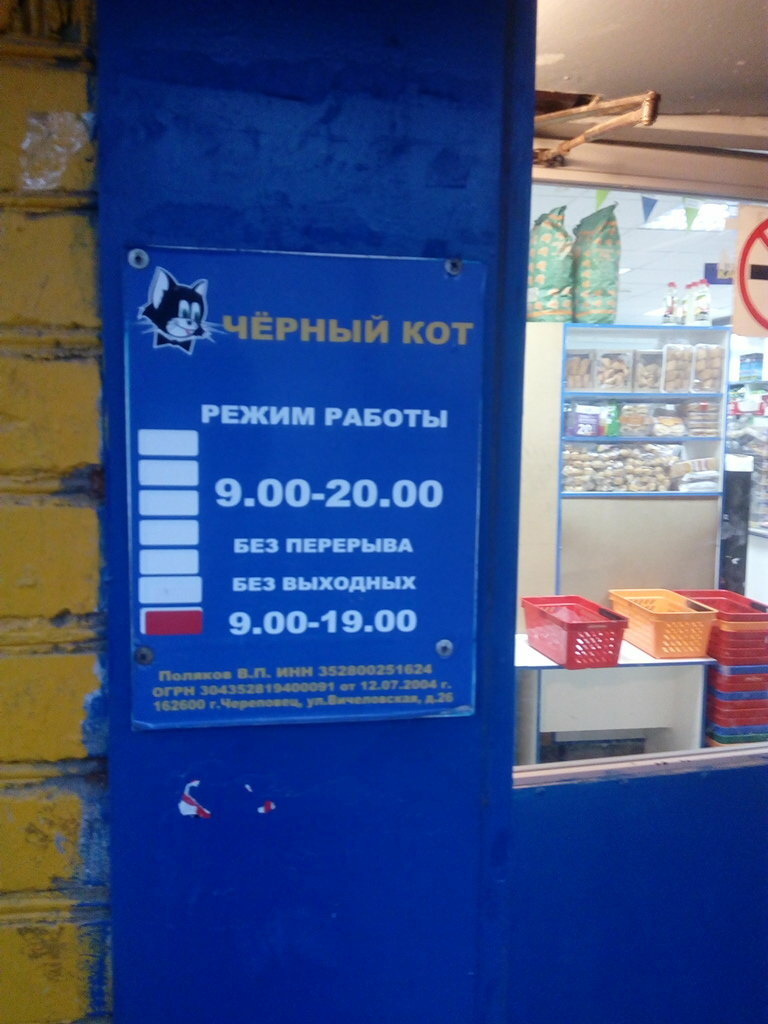 ЧЁРНЫЙ КОТ
РЕЖИМ РАБОТЫ
9.00-20.00
БЕЗ ПЕРЕРЫВА
БЕЗ ВЫХОДНЫХ
9.00-19.00
Поляков В.П. ИНН 352800251624
ОГРН 304352819400091 от 12.07.2004 г.
162600 г.Череповец, ул.Вичеловская, д.26